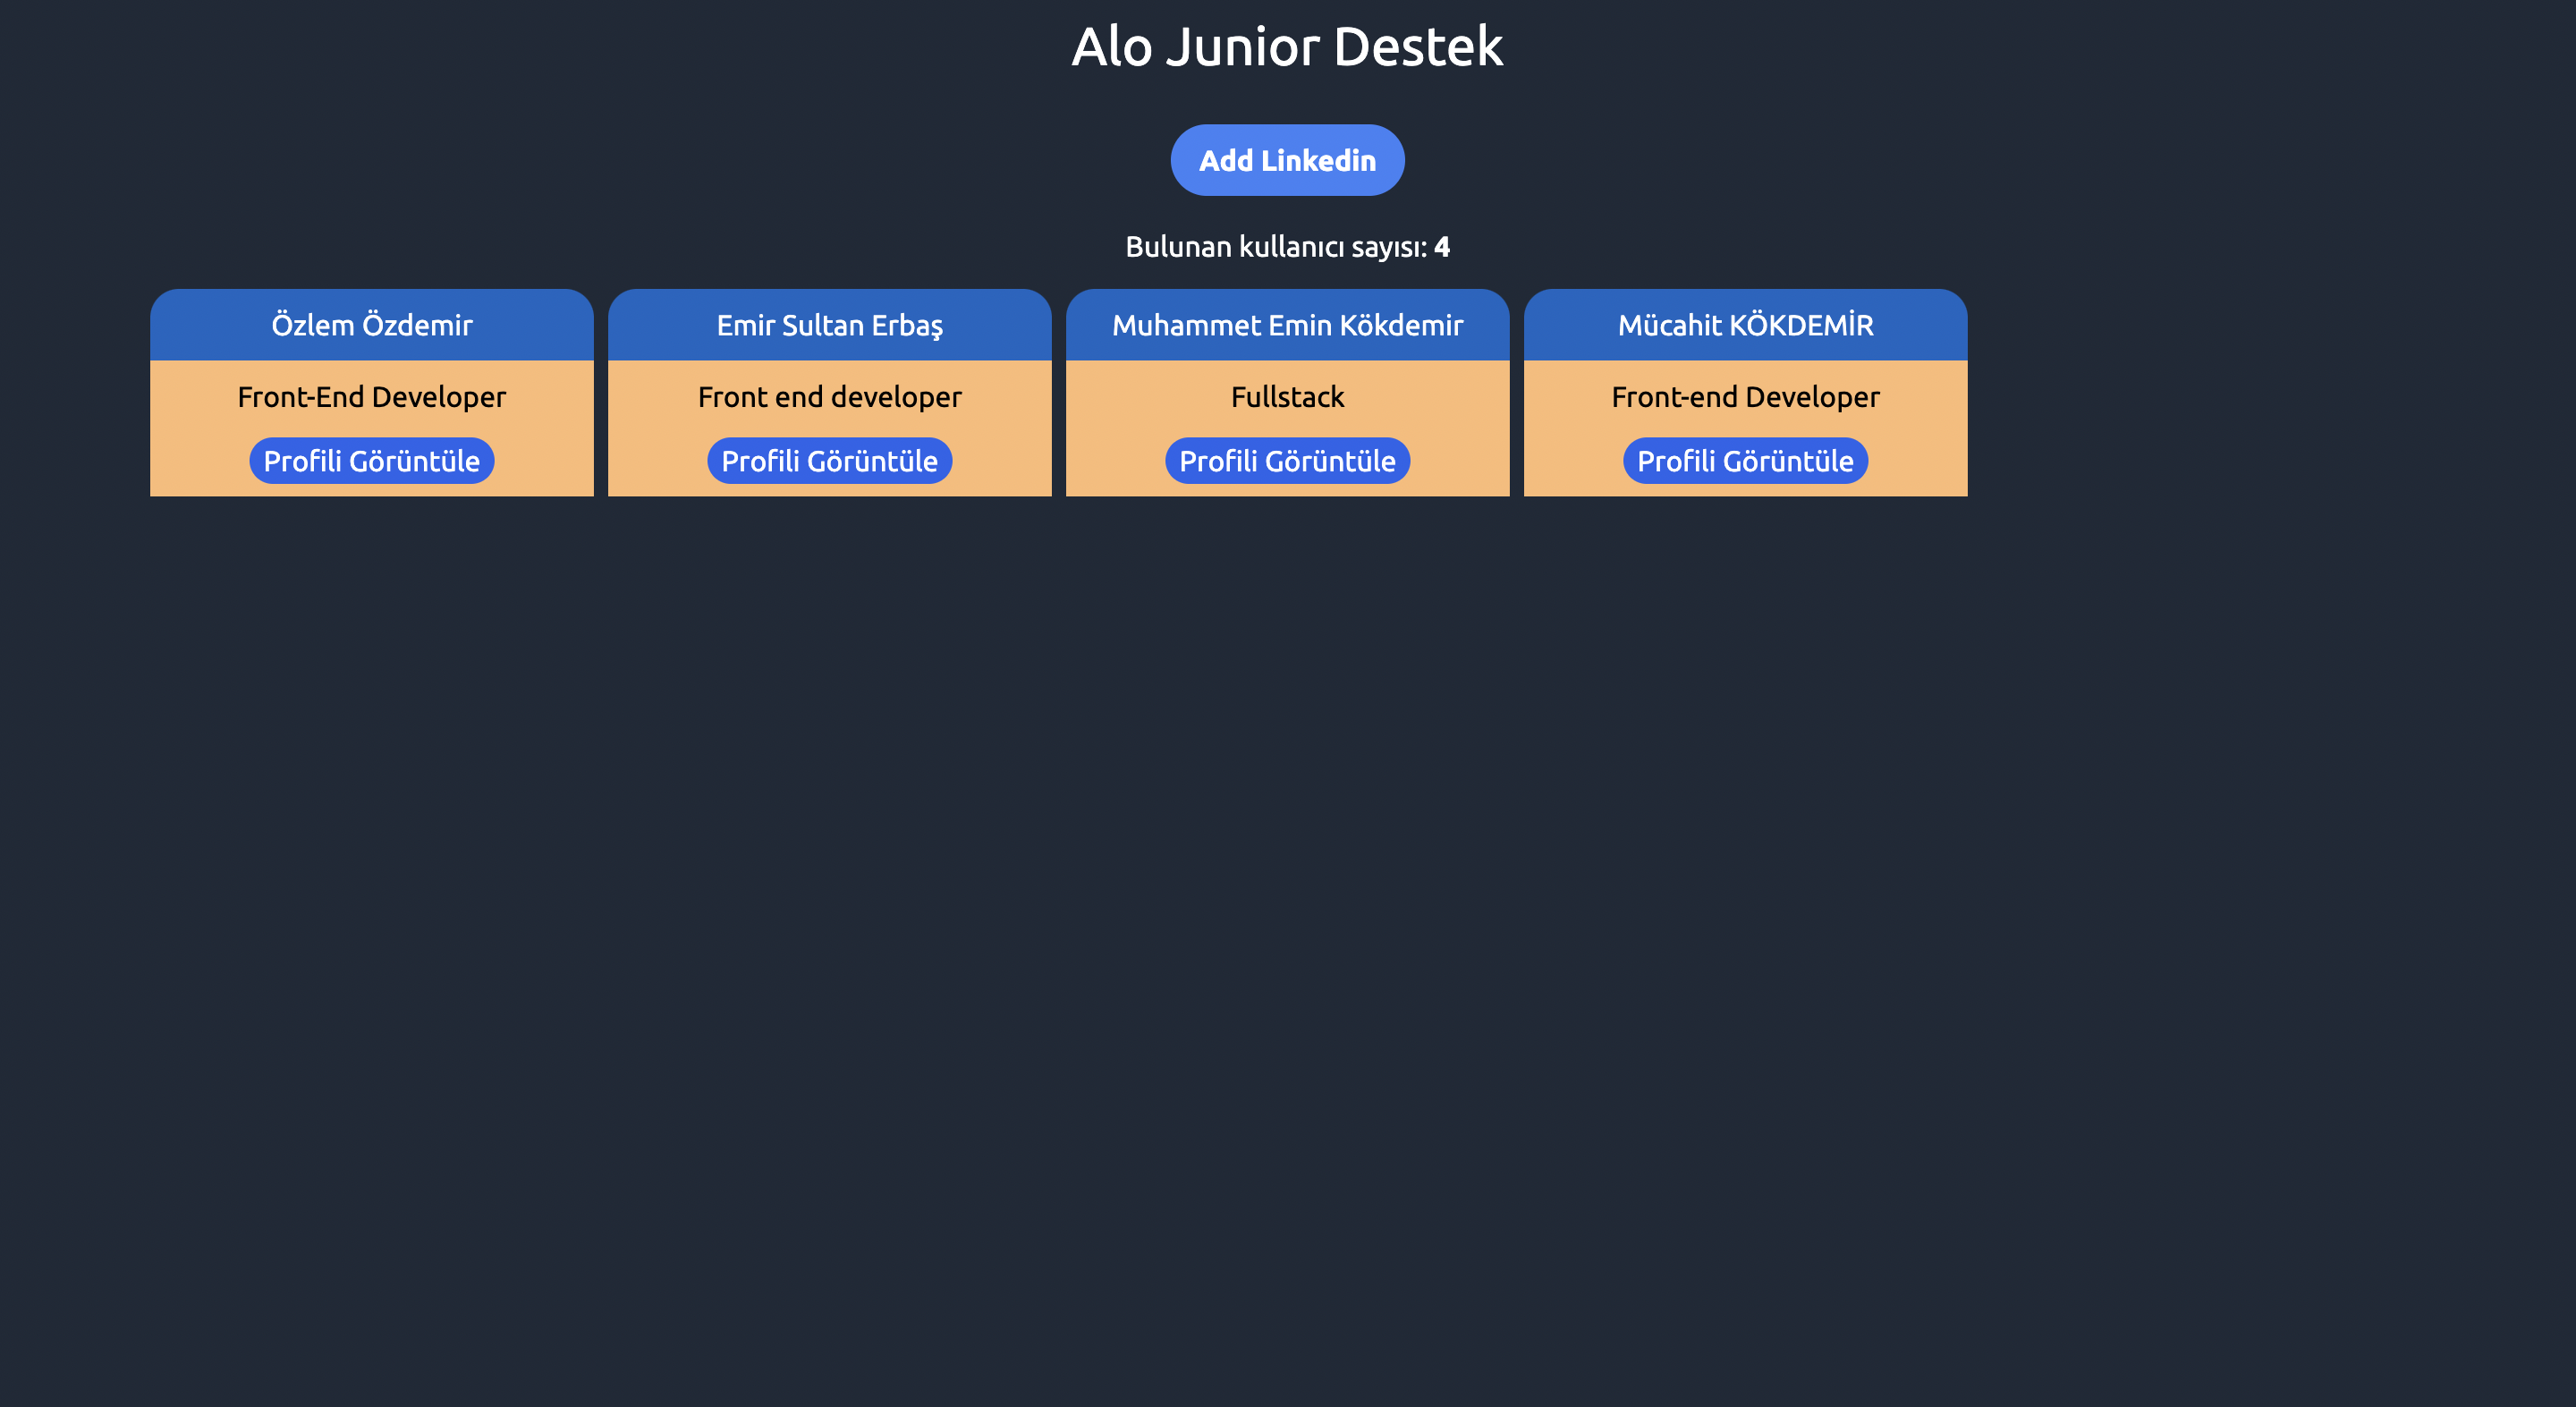 Alo Junior Destek
Add Linkedin
Bulunan kullanıcı sayısı: 4
Özlem Özdemir
Front-End Developer
Profili Görüntüle
Emir Sultan Erbaş
Front end developer
Profili Görüntüle
Muhammet Emin Kökdemir
Fullstack
Profili Görüntüle
Mücahit KÖKDEMİR
Front-end Developer
Profili Görüntüle